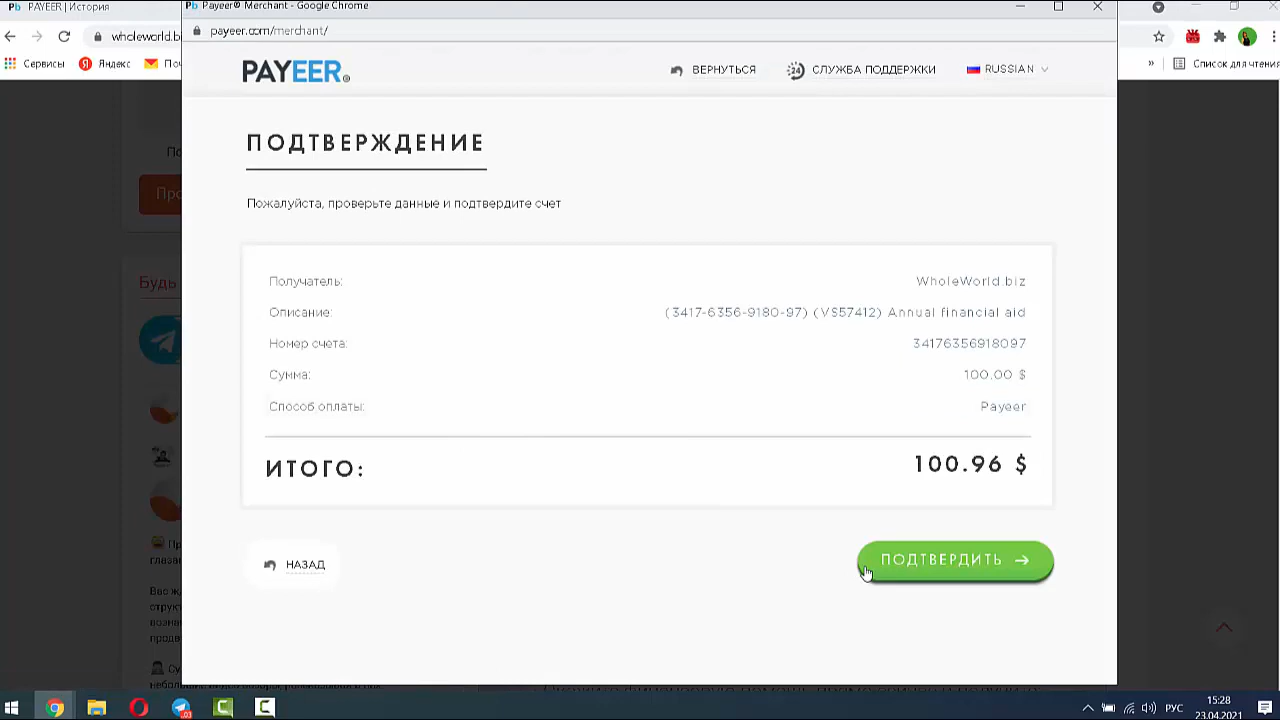 PAYEER | История
Payeer® Merchant - Google Chrome
payeer.com/merchant/
wholeworld.b
Сервисы
Яндекс
Список для чтения
PAYEER®
ВЕРНУТЬСЯ
24
СЛУЖБА ПОДДЕРЖКИ
RUSSIAN
ПОДТВЕРЖДЕНИЕ
Пожалуйста, проверьте данные и подтвердите счет
Получатель: WholeWorld.biz
Описание: (3417-6356-9180-97) (VS57412) Annual financial aid
Номер счета: 34176356918097
Сумма: 100.00 $
Способ оплаты: Payeer
ИТОГО: 100.96 $
НАЗАД
ПОДТВЕРДИТЬ
Будь
РУС
15:28
23.04.2021